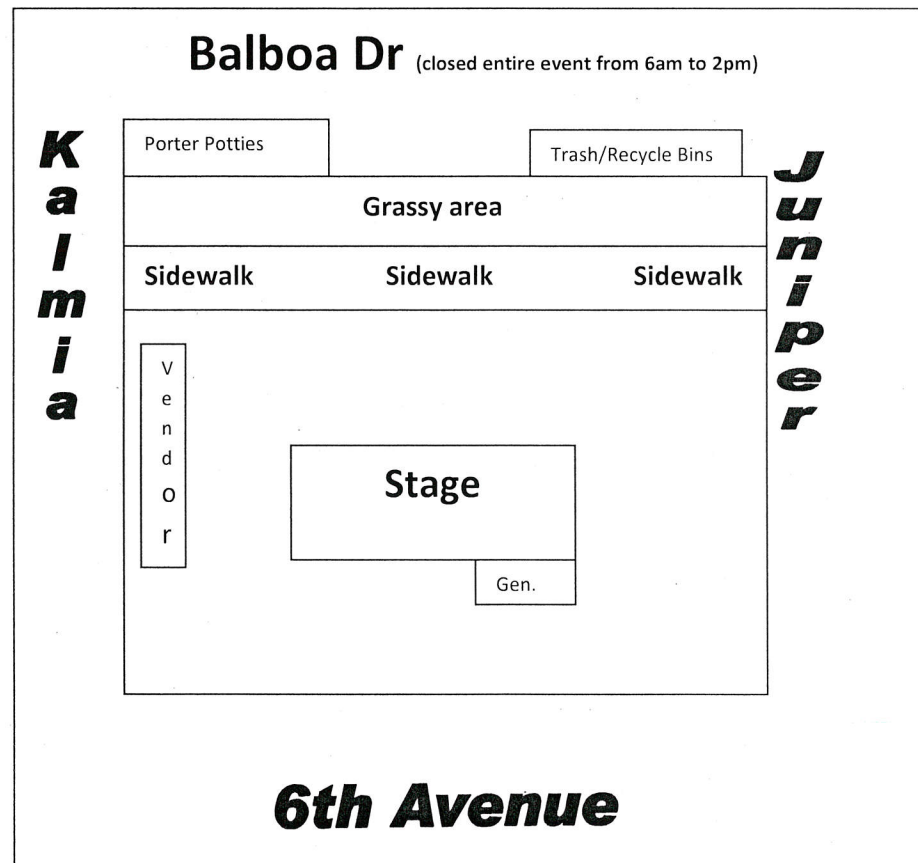 Balboa Dr (closed entire event from 6am to 2pm)
Kalmia
Porter Potties
Trash/Recycle Bins
Juniper
Grassy area
Sidewalk Sidewalk Sidewalk
Vendor
Stage
Gen.
6th Avenue